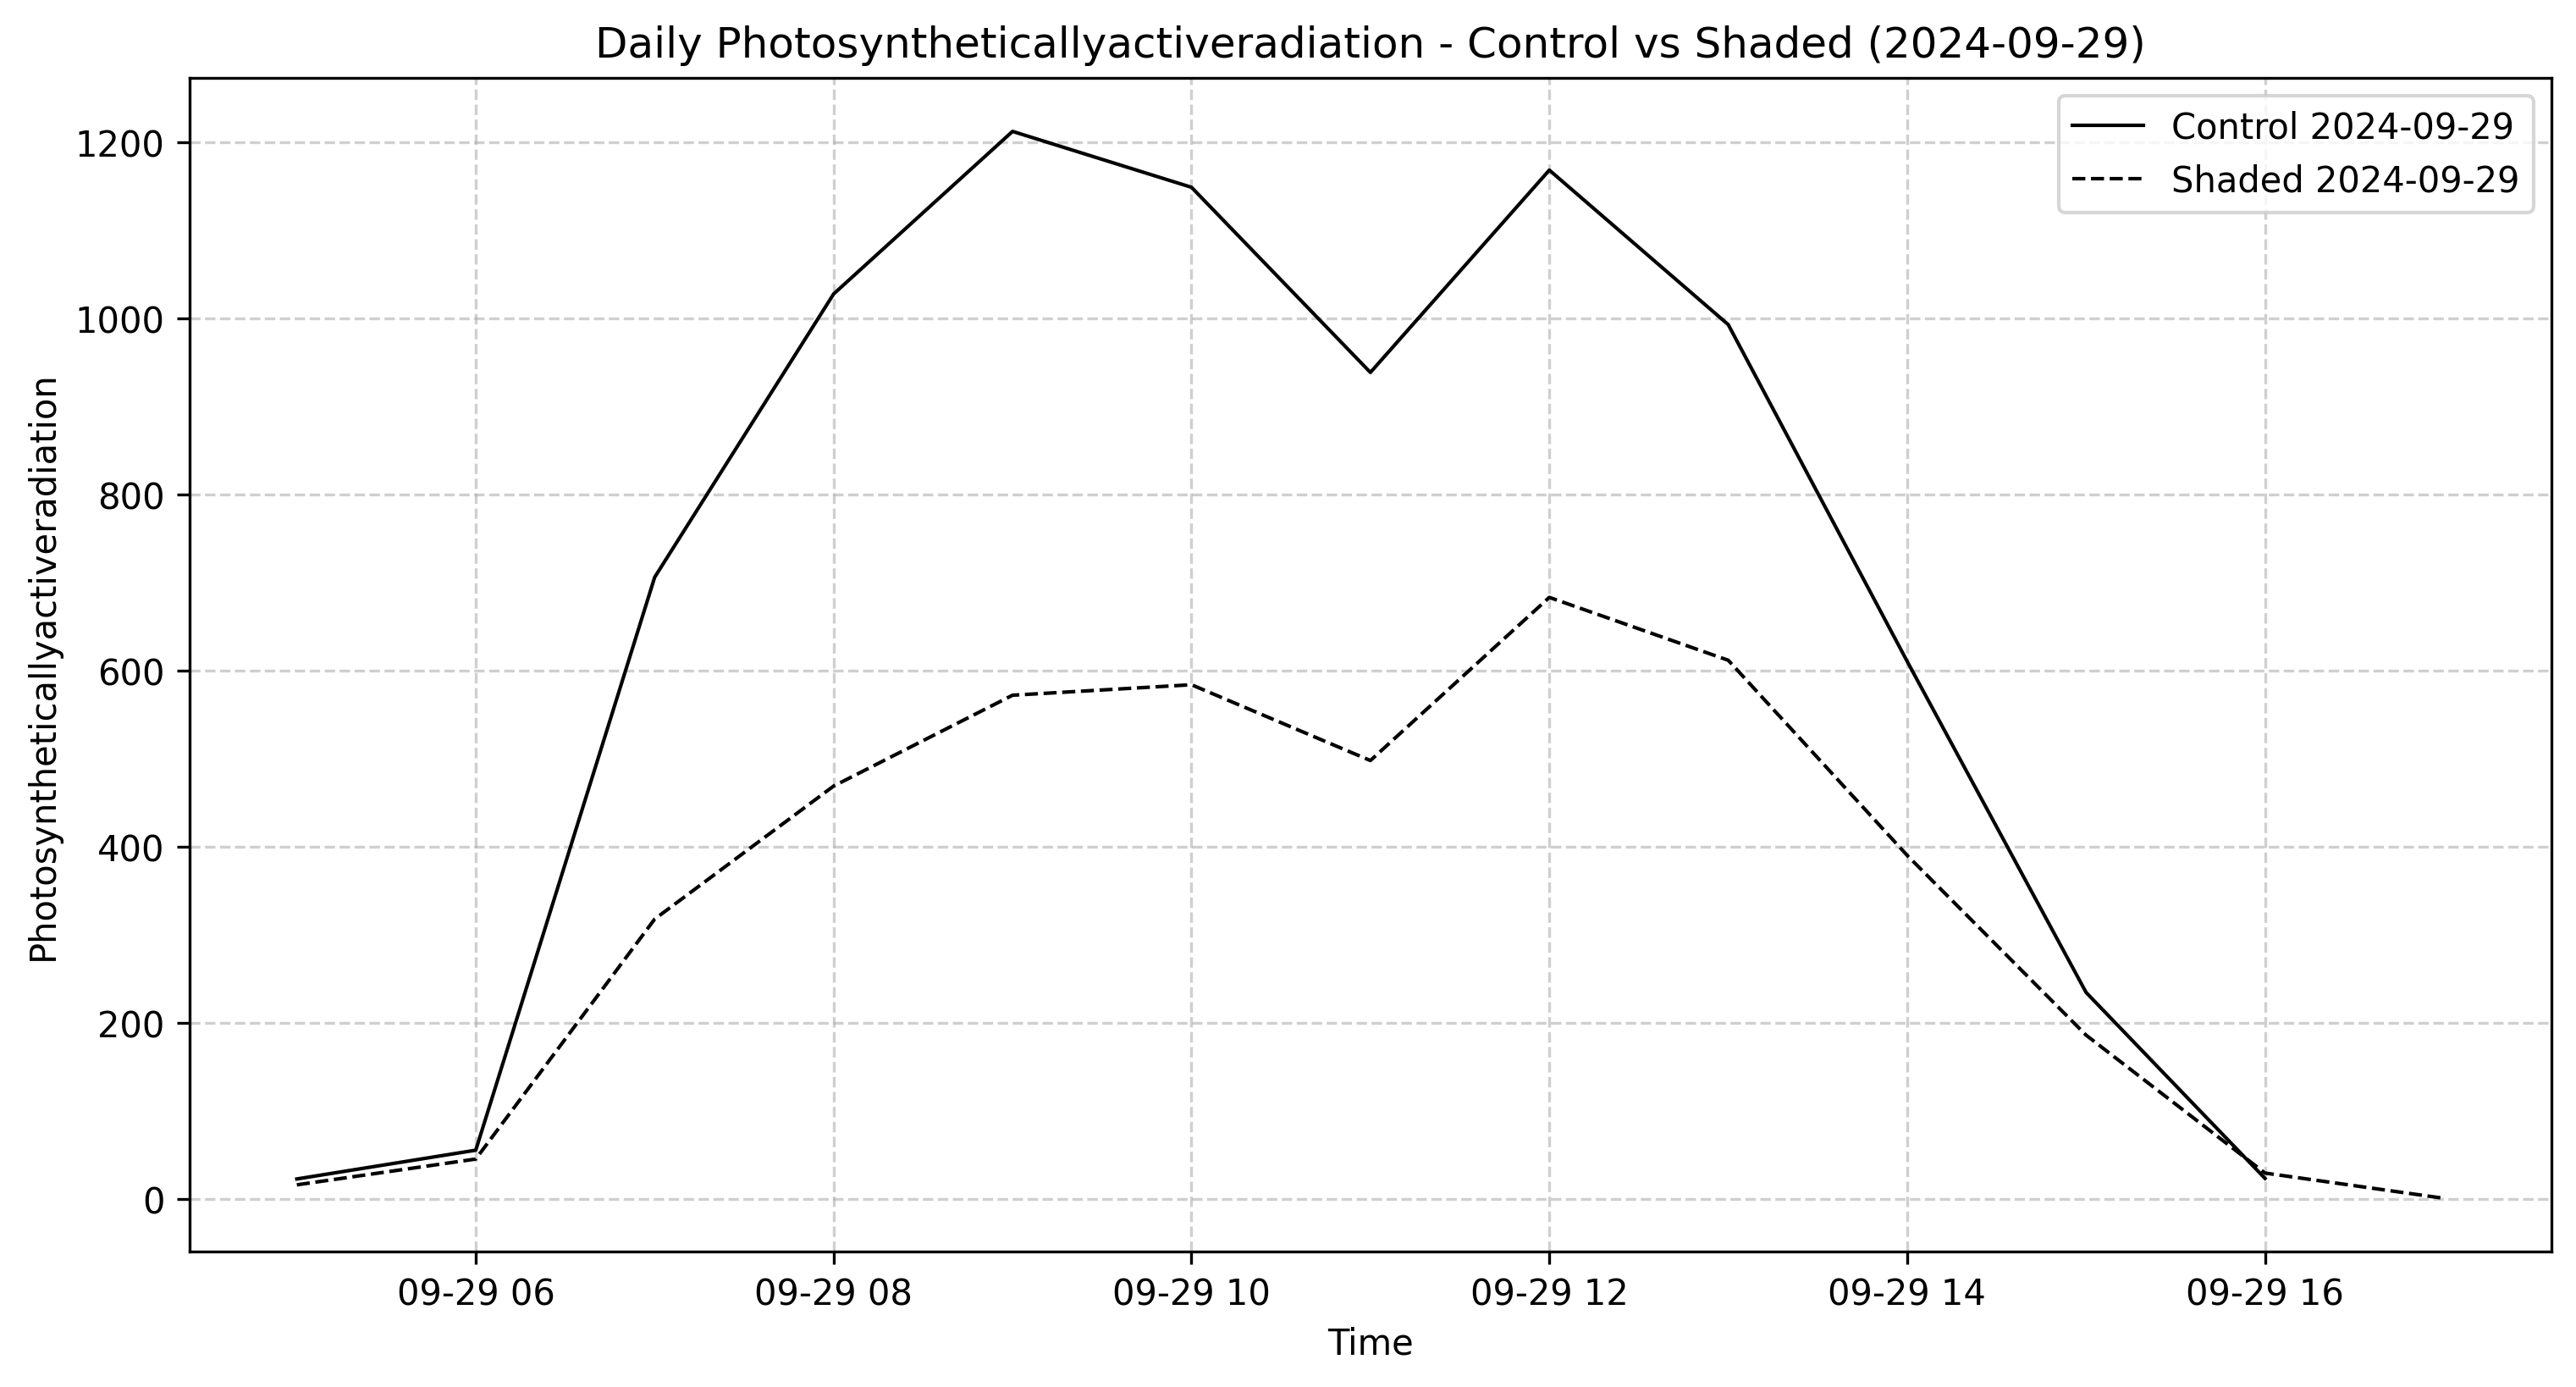 Daily Photosyntheticallyactiveradiation - Control vs Shaded (2024-09-29)
Control 2024-09-29
Shaded 2024-09-29
Photosyntheticallyactiveradiation
1200
1000
800
600
400
200
0
09-29 06 09-29 08 09-29 10 09-29 12 09-29 14 09-29 16
Time